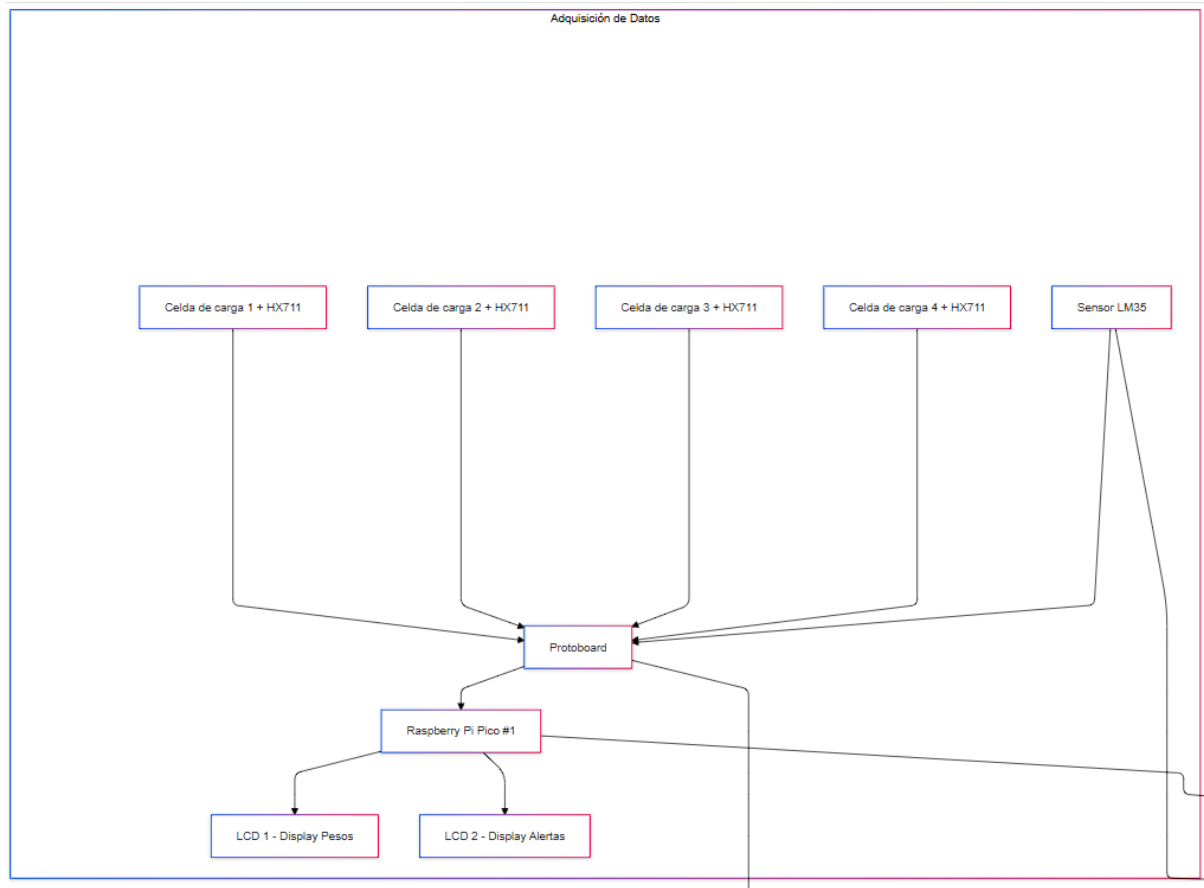 Adquisición de Datos
Celda de carga 1 + HX711
Celda de carga 2 + HX711
Celda de carga 3 + HX711
Celda de carga 4 + HX711
Sensor LM35
Protoboard
Raspberry Pi Pico #1
LCD 1 - Display Pesos
LCD 2 - Display Alertas